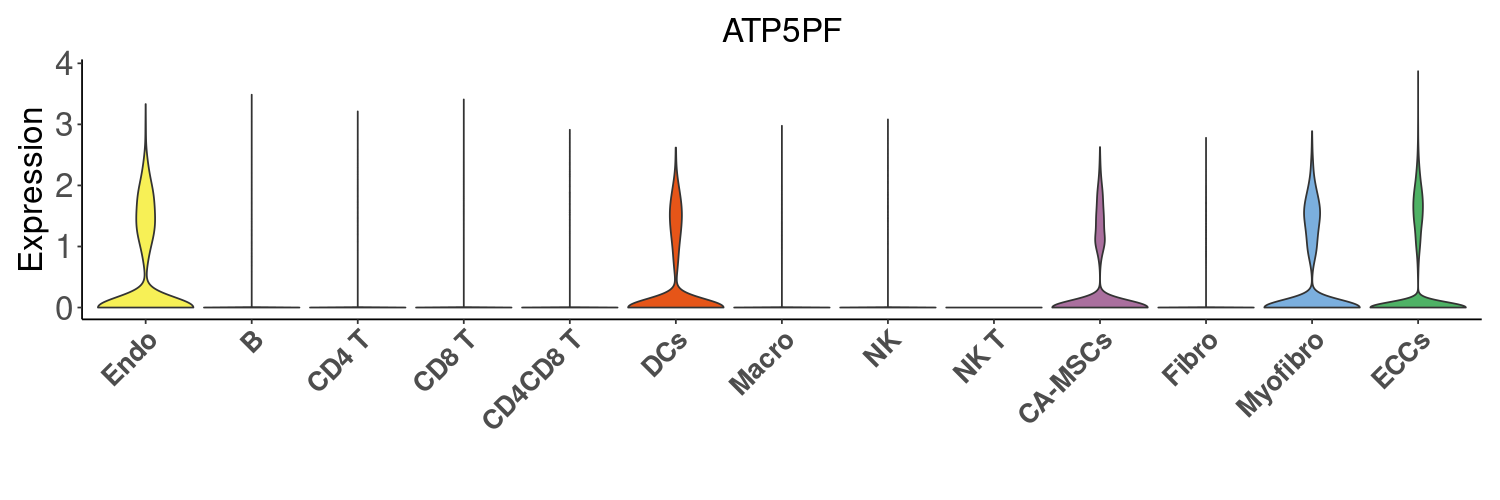 ATP5PF
Expression
4
3
2
1
0
Endo
B
CD4 T
CD8 T
CD4CD8 T
DCs
Macro
NK
NK T
CA-MSCs
Fibro
Myofibro
ECCs